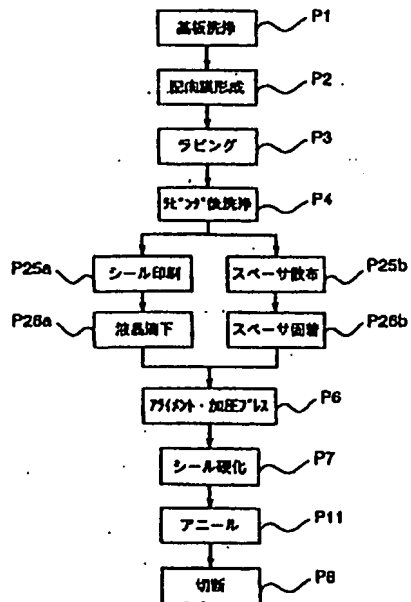 基板洗浄 P1
配向膜形成 P2
ラビング P3
ラビング後洗浄 P4
P25a シール印刷 スペーサ散布 P25b
P26a 液晶滴下 スペーサ固着 P26b
アライメント・加圧プレス P6
シール硬化 P7
アニール P11
切断 P8